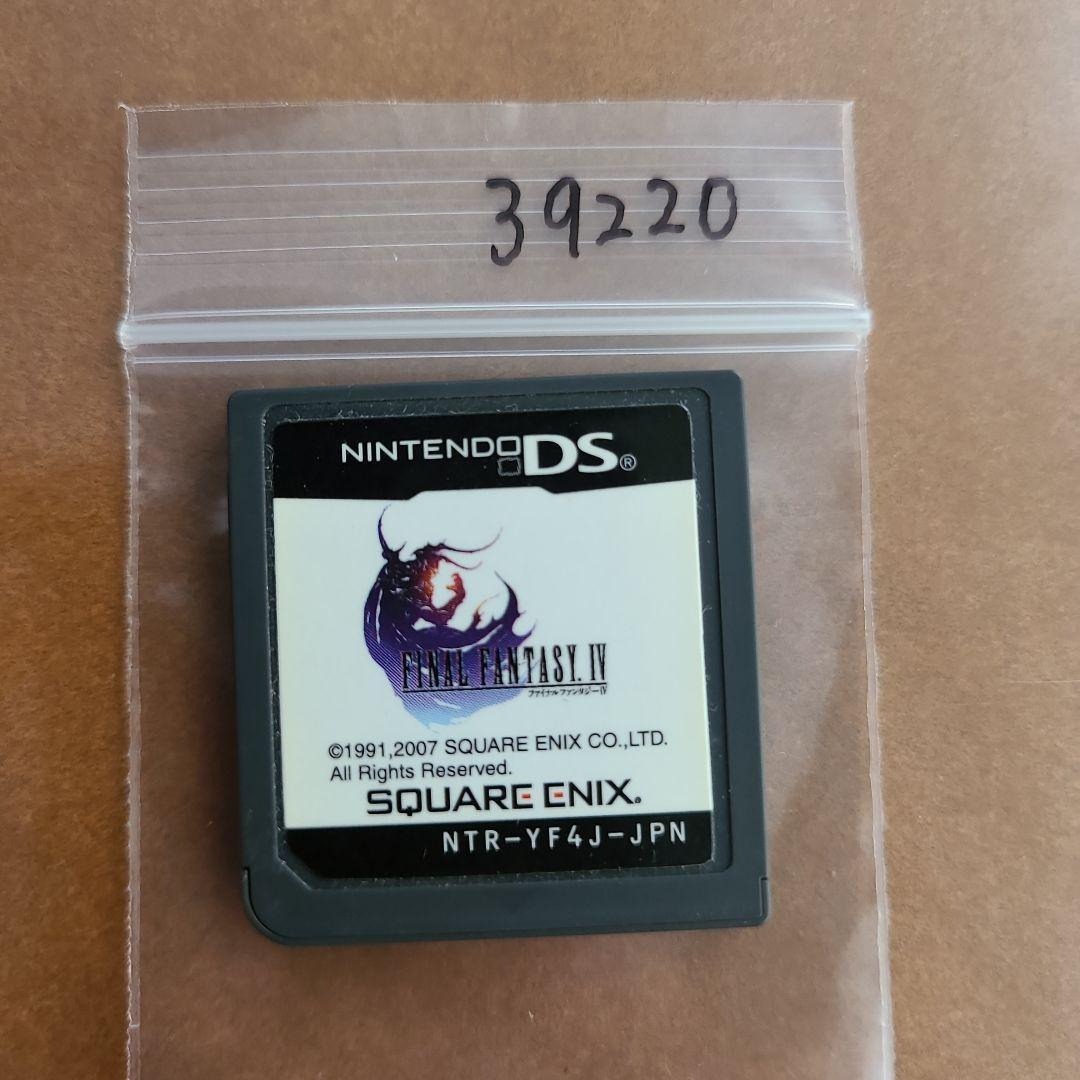 39220
NINTENDO DS®
FINAL FANTASY. IV
ファイナルファンタジーIV
©1991,2007 SQUARE ENIX CO.,LTD.
All Rights Reserved.
SQUARE ENIX.
NTR-YF4J-JPN